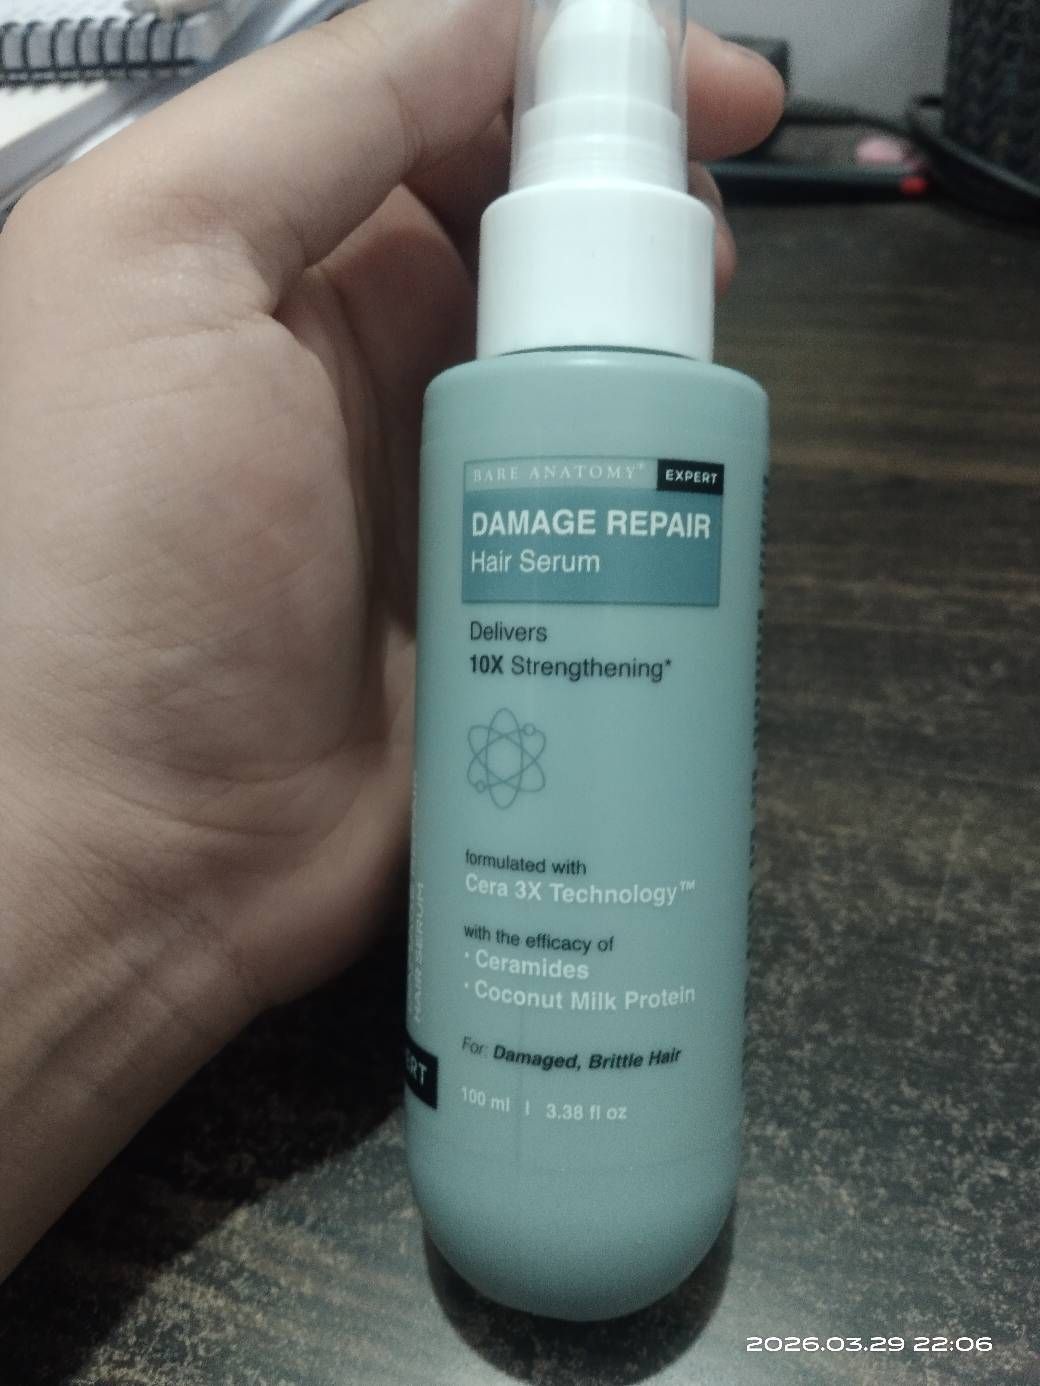 BARE ANATOMY® EXPERT
DAMAGE REPAIR
Hair Serum
Delivers
10X Strengthening*
formulated with
Cera 3X Technology™
with the efficacy of
· Ceramides
· Coconut Milk Protein
For: Damaged, Brittle Hair
100 ml | 3.38 fl oz
HAIR SERUM
2026.03.29 22:06